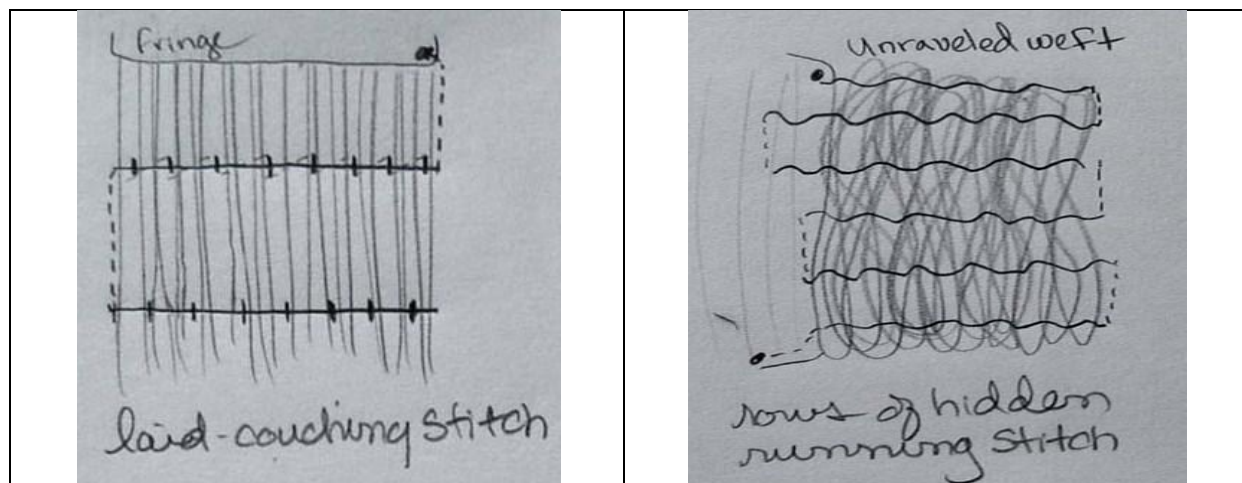 Fringe
laid-couching stitch
Unraveled weft
rows of hidden
running stitch